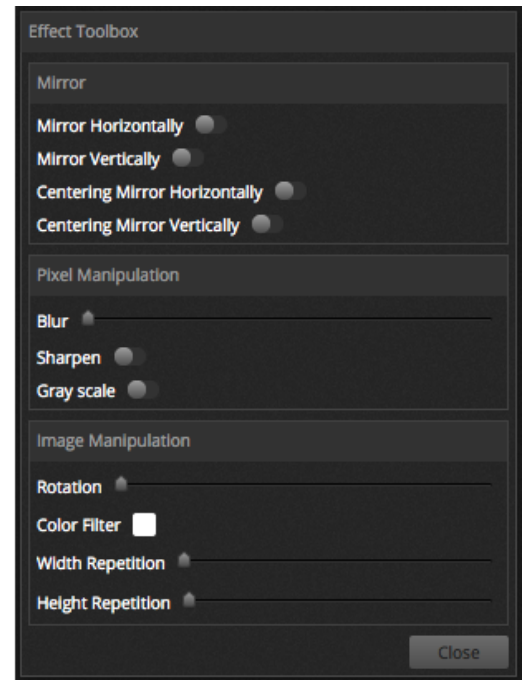 Effect Toolbox
Mirror
Mirror Horizontally
Mirror Vertically
Centering Mirror Horizontally
Centering Mirror Vertically
Pixel Manipulation
Blur
Sharpen
Gray scale
Image Manipulation
Rotation
Color Filter
Width Repetition
Height Repetition
Close